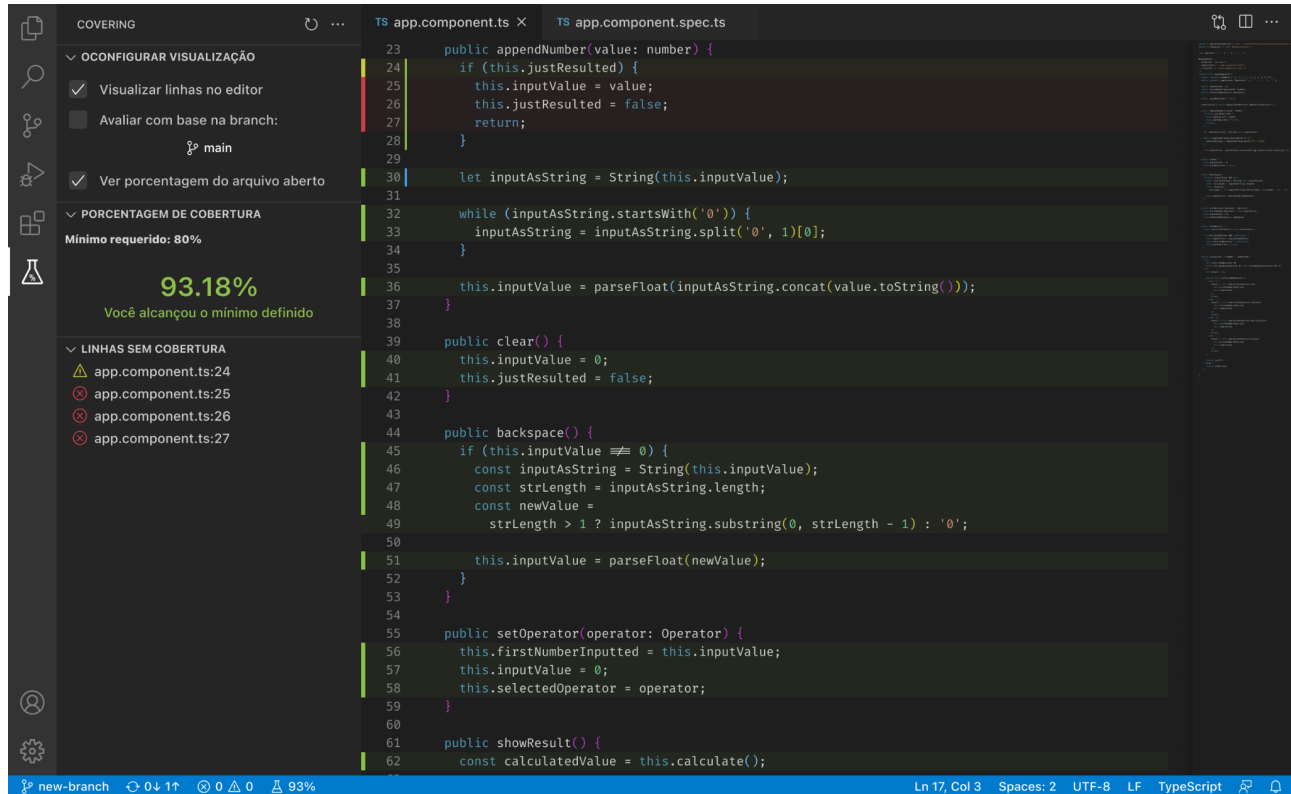 COVERING
OCONFIGURAR VISUALIZAÇÃO
Visualizar linhas no editor
Avaliar com base na branch:
main
Ver porcentagem do arquivo aberto
PORCENTAGEM DE COBERTURA
Mínimo requerido: 80%
93.18%
Você alcançou o mínimo definido
LINHAS SEM COBERTURA
app.component.ts:24
app.component.ts:25
app.component.ts:26
app.component.ts:27
TS app.component.ts × TS app.component.spec.ts
23 public appendNumber(value: number) {
24 if (this.justResulted) {
25 this.inputValue = value;
26 this.justResulted = false;
27 return;
28 }
29
30 let inputAsString = String(this.inputValue);
31
32 while (inputAsString.startsWith('0')) {
33 inputAsString = inputAsString.split('0', 1)[0];
34 }
35
36 this.inputValue = parseFloat(inputAsString.concat(value.toString()));
37 }
38
39 public clear() {
40 this.inputValue = 0;
41 this.justResulted = false;
42 }
43
44 public backspace() {
45 if (this.inputValue !== 0) {
46 const inputAsString = String(this.inputValue);
47 const strLength = inputAsString.length;
48 const newValue =
49 strLength > 1 ? inputAsString.substring(0, strLength - 1) : '0';
50
51 this.inputValue = parseFloat(newValue);
52 }
53 }
54
55 public setOperator(operator: Operator) {
56 this.firstNumberInputted = this.inputValue;
57 this.inputValue = 0;
58 this.selectedOperator = operator;
59 }
60
61 public showResult() {
62 const calculatedValue = this.calculate();
new-branch 0↓ 1↑ 0 0 93% Ln 17, Col 3 Spaces: 2 UTF-8 LF TypeScript